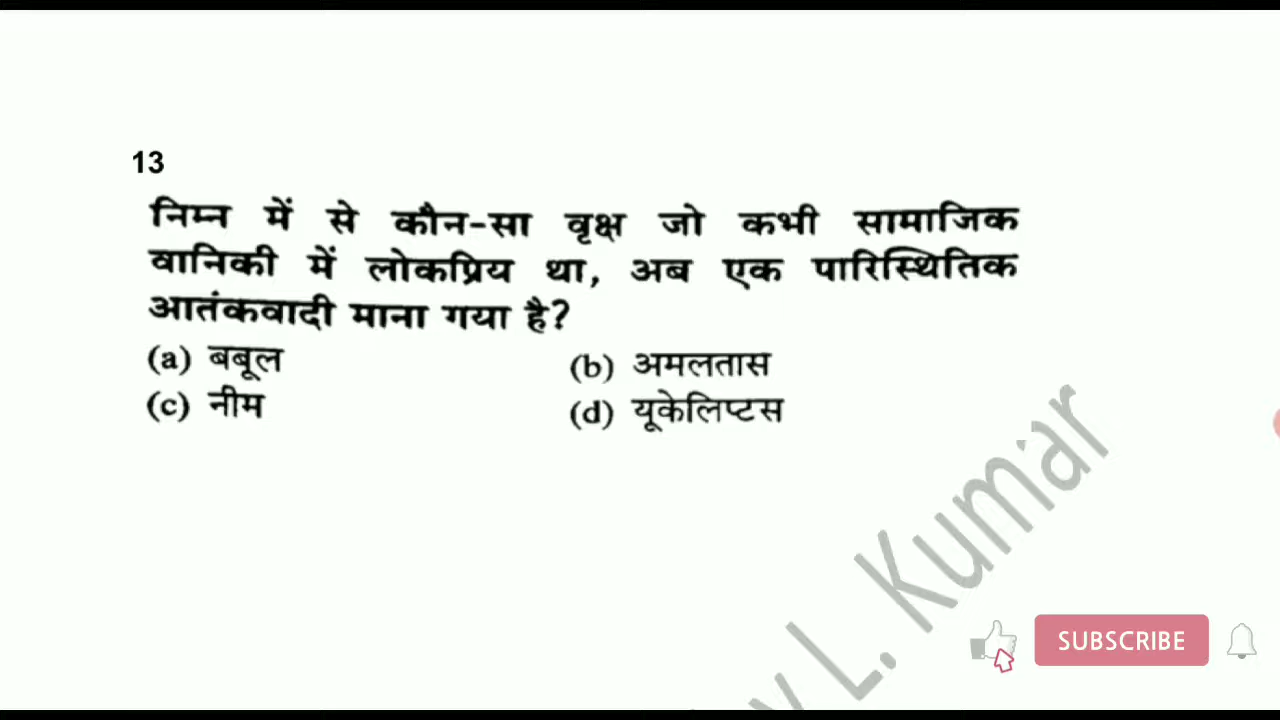 13
निम्न में से कौन-सा वृक्ष जो कभी सामाजिक
वानिकी में लोकप्रिय था, अब एक पारिस्थितिक
आतंकवादी माना गया है?
(a) बबूल (b) अमलतास
(c) नीम (d) यूकेलिप्टस
L. Kumar
SUBSCRIBE